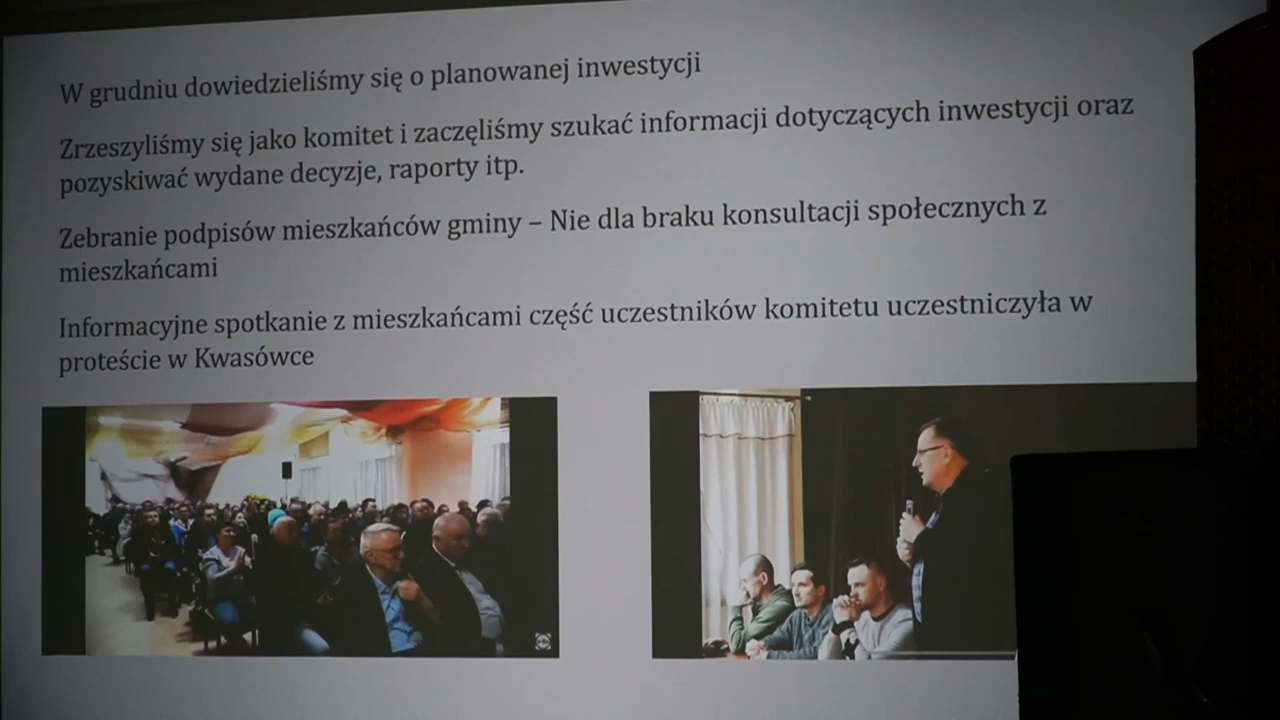 W grudniu dowiedzieliśmy się o planowanej inwestycji
Zrzeszyliśmy się jako komitet i zaczęliśmy szukać informacji dotyczących inwestycji oraz
pozyskiwać wydane decyzje, raporty itp.
Zebranie podpisów mieszkańców gminy – Nie dla braku konsultacji społecznych z
mieszkańcami
Informacyjne spotkanie z mieszkańcami część uczestników komitetu uczestniczyła w
proteście w Kwasówce